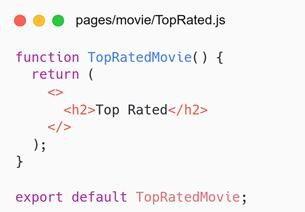 pages/movie/TopRated.js
function TopRatedMovie() {
  return (
    <>
      <h2>Top Rated</h2>
    </>
  );
}

export default TopRatedMovie;